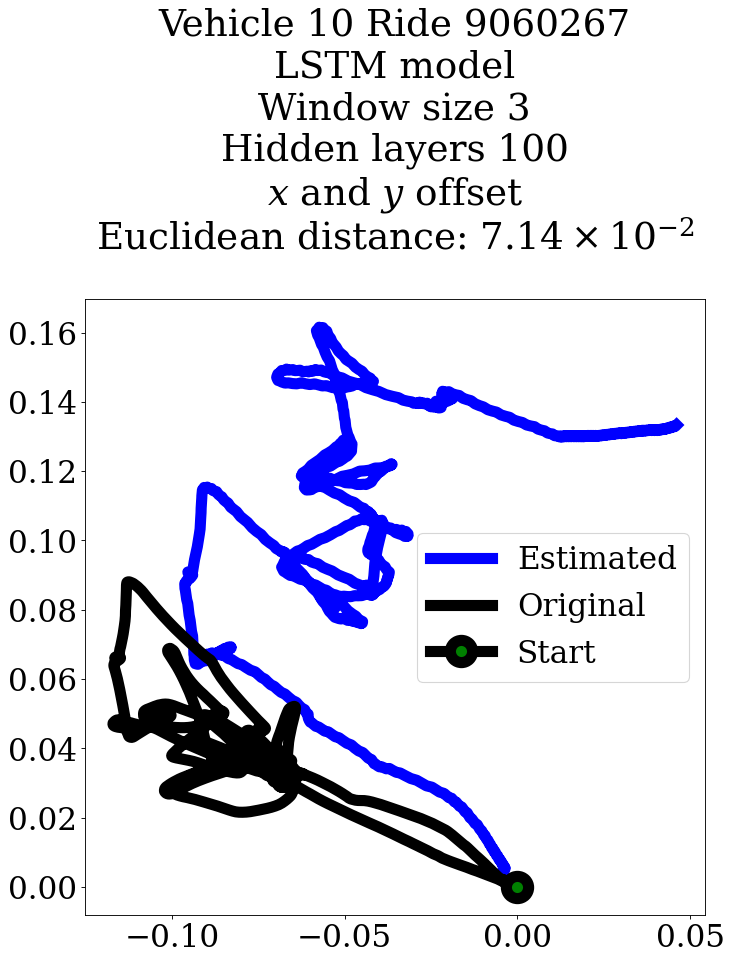 Vehicle 10 Ride 9060267
LSTM model
Window size 3
Hidden layers 100
x and y offset
Euclidean distance: 7.14 × 10⁻²
0.16
0.14
0.12
0.10
0.08
0.06
0.04
0.02
0.00
Estimated
Original
Start
−0.10 −0.05 0.00 0.05